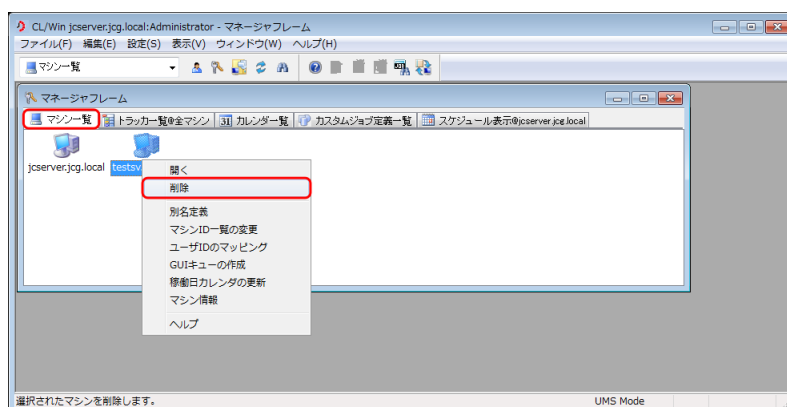 CL/Win jcserver.jcg.local:Administrator - マネージャフレーム
ファイル(F) 編集(E) 設定(S) 表示(V) ウィンドウ(W) ヘルプ(H)
マシン一覧
マネージャフレーム
マシン一覧 トラッカ一覧@全マシン 31 カレンダ一覧 カスタムジョブ定義一覧 スケジュール表示@jcserver.jcg.local
jcserver.jcg.local testsv
開く
削除
別名定義
マシンID一覧の変更
ユーザIDのマッピング
GUIキューの作成
稼働日カレンダの更新
マシン情報
ヘルプ
選択されたマシンを削除します。 UMS Mode